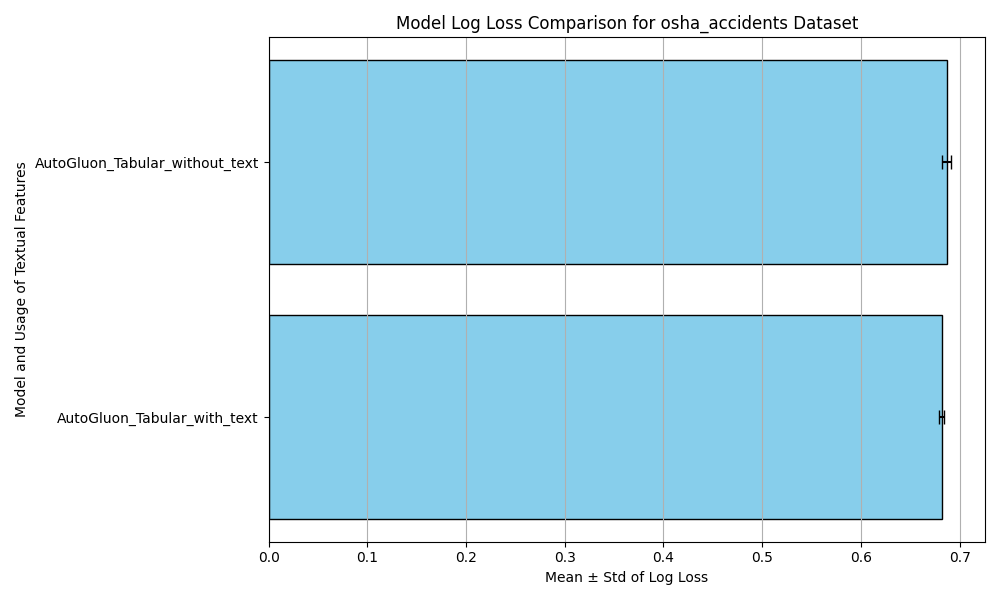 Model Log Loss Comparison for osha_accidents Dataset
Model and Usage of Textual Features
AutoGluon_Tabular_without_text
AutoGluon_Tabular_with_text
0.0 0.1 0.2 0.3 0.4 0.5 0.6 0.7
Mean ± Std of Log Loss